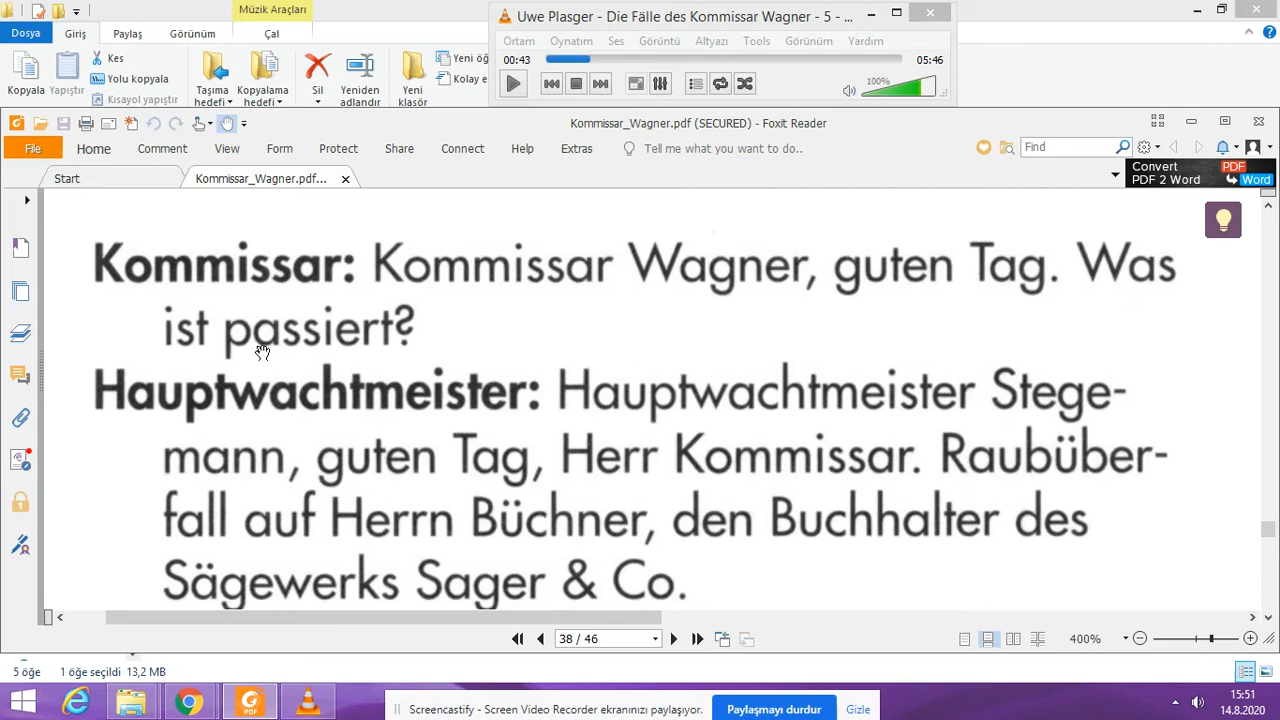 Müzik Araçları
Uwe Plasger - Die Fälle des Kommissar Wagner - 5 - ...
Dosya Giriş Paylaş Görünüm Çal
Ortam Oynatım Ses Görüntü Altyazı Tools Görünüm Yardım
00:43 05:46
Kes
Yolu kopyala
Kısayol yapıştır
Kopyala Yapıştır
Taşıma hedefi
Kopyalama hedefi
Sil
Yeniden adlandır
Yeni klasör
Yeni öğ
Kolay e
100%
Kommissar_Wagner.pdf (SECURED) - Foxit Reader
File Home Comment View Form Protect Share Connect Help Extras Tell me what you want to do.. Find
Start Kommissar_Wagner.pdf...
Convert PDF
PDF 2 Word Word
Kommissar: Kommissar Wagner, guten Tag. Was
ist passiert?
Hauptwachtmeister: Hauptwachtmeister Stege-
mann, guten Tag, Herr Kommissar. Raubüber-
fall auf Herrn Büchner, den Buchhalter des
Sägewerks Sager & Co.
38 / 46 400%
5 öğe 1 öğe seçildi 13,2 MB
PDF
Screencastify - Screen Video Recorder ekranınızı paylaşıyor. Paylaşmayı durdur Gizle
15:51
14.8.2020